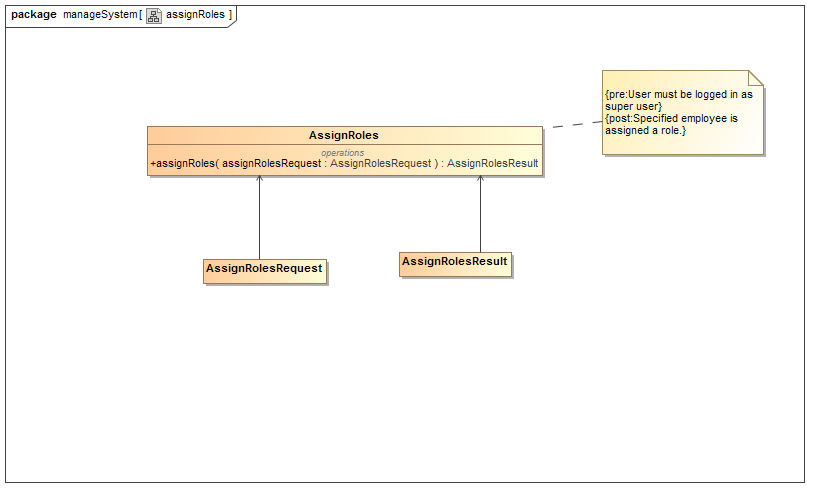 package manageSystem[ assignRoles ]
{pre:User must be logged in as
super user}
{post:Specified employee is
assigned a role.}
AssignRoles
operations
+assignRoles( assignRolesRequest : AssignRolesRequest ) : AssignRolesResult
AssignRolesRequest
AssignRolesResult